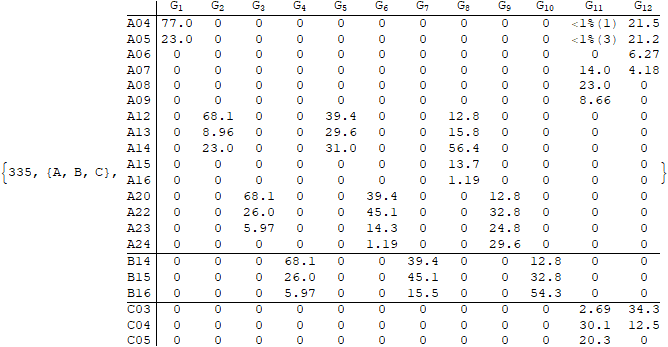 {335, {A, B, C},
G1 G2 G3 G4 G5 G6 G7 G8 G9 G10 G11 G12
A04 77.0 0 0 0 0 0 0 0 0 0 <1%(1) 21.5
A05 23.0 0 0 0 0 0 0 0 0 0 <1%(3) 21.2
A06 0 0 0 0 0 0 0 0 0 0 0 6.27
A07 0 0 0 0 0 0 0 0 0 0 14.0 4.18
A08 0 0 0 0 0 0 0 0 0 0 23.0 0
A09 0 0 0 0 0 0 0 0 0 0 8.66 0
A12 0 68.1 0 0 39.4 0 0 12.8 0 0 0 0
A13 0 8.96 0 0 29.6 0 0 15.8 0 0 0 0
A14 0 23.0 0 0 31.0 0 0 56.4 0 0 0 0
A15 0 0 0 0 0 0 0 13.7 0 0 0 0
A16 0 0 0 0 0 0 0 1.19 0 0 0 0
A20 0 0 68.1 0 0 39.4 0 0 12.8 0 0 0
A22 0 0 26.0 0 0 45.1 0 0 32.8 0 0 0
A23 0 0 5.97 0 0 14.3 0 0 24.8 0 0 0
A24 0 0 0 0 0 1.19 0 0 29.6 0 0 0
B14 0 0 0 68.1 0 0 39.4 0 0 12.8 0 0
B15 0 0 0 26.0 0 0 45.1 0 0 32.8 0 0
B16 0 0 0 5.97 0 0 15.5 0 0 54.3 0 0
C03 0 0 0 0 0 0 0 0 0 0 2.69 34.3
C04 0 0 0 0 0 0 0 0 0 0 30.1 12.5
C05 0 0 0 0 0 0 0 0 0 0 20.3 0
}